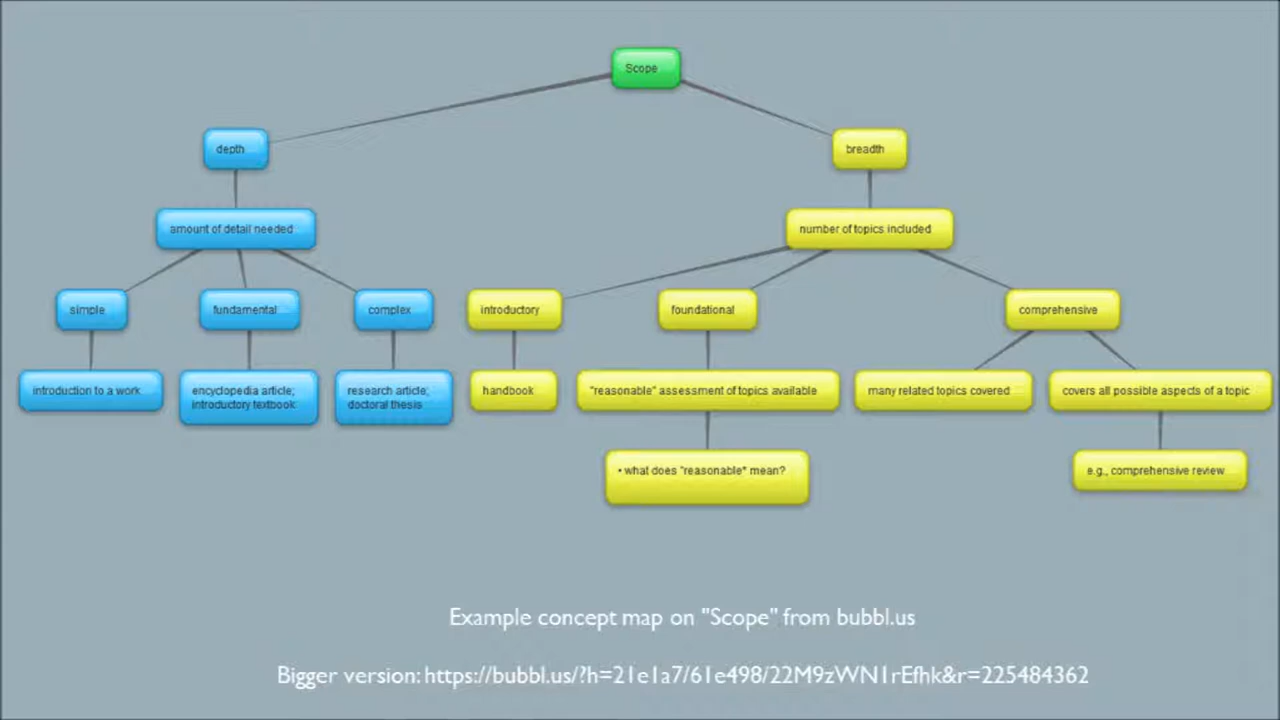 Scope
depth
breadth
amount of detail needed
number of topics included
simple
fundamental
complex
introductory
foundational
comprehensive
introduction to a work
encyclopedia article;
introductory textbook
research article;
doctoral thesis
handbook
"reasonable" assessment of topics available
many related topics covered
covers all possible aspects of a topic
• what does "reasonable" mean?
e.g., comprehensive review
Example concept map on "Scope" from bubbl.us
Bigger version: https://bubbl.us/?h=21e1a7/61e498/22M9zWN1rEfhk&r=225484362